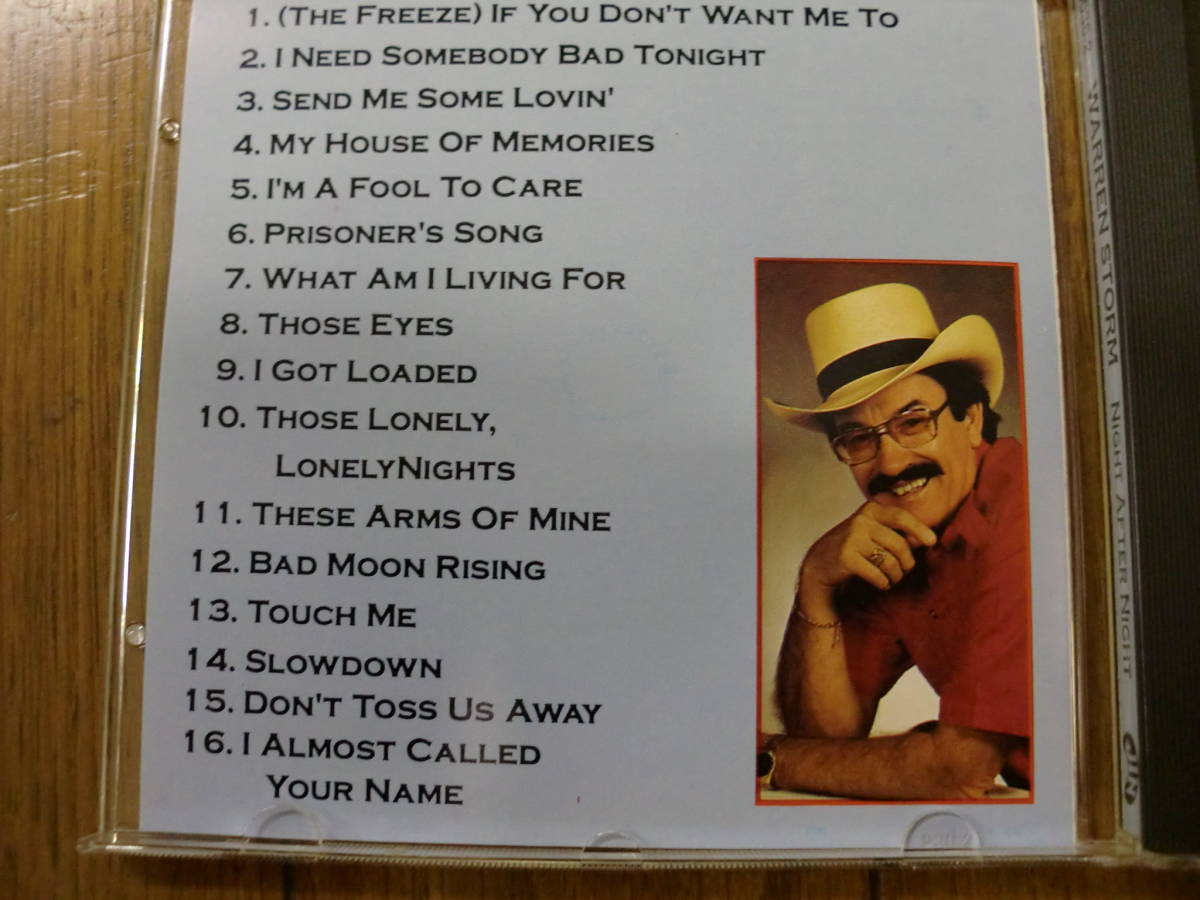 1. (THE FREEZE) IF YOU DON'T WANT ME TO
2. I NEED SOMEBODY BAD TONIGHT
3. SEND ME SOME LOVIN'
4. MY HOUSE OF MEMORIES
5. I'M A FOOL TO CARE
6. PRISONER'S SONG
7. WHAT AM I LIVING FOR
8. THOSE EYES
9. I GOT LOADED
10. THOSE LONELY,
LONELYNIGHTS
11. THESE ARMS OF MINE
12. BAD MOON RISING
13. TOUCH ME
14. SLOWDOWN
15. DON'T TOSS US AWAY
16. I ALMOST CALLED
YOUR NAME
WARREN STORM NIGHT AFTER NIGHT